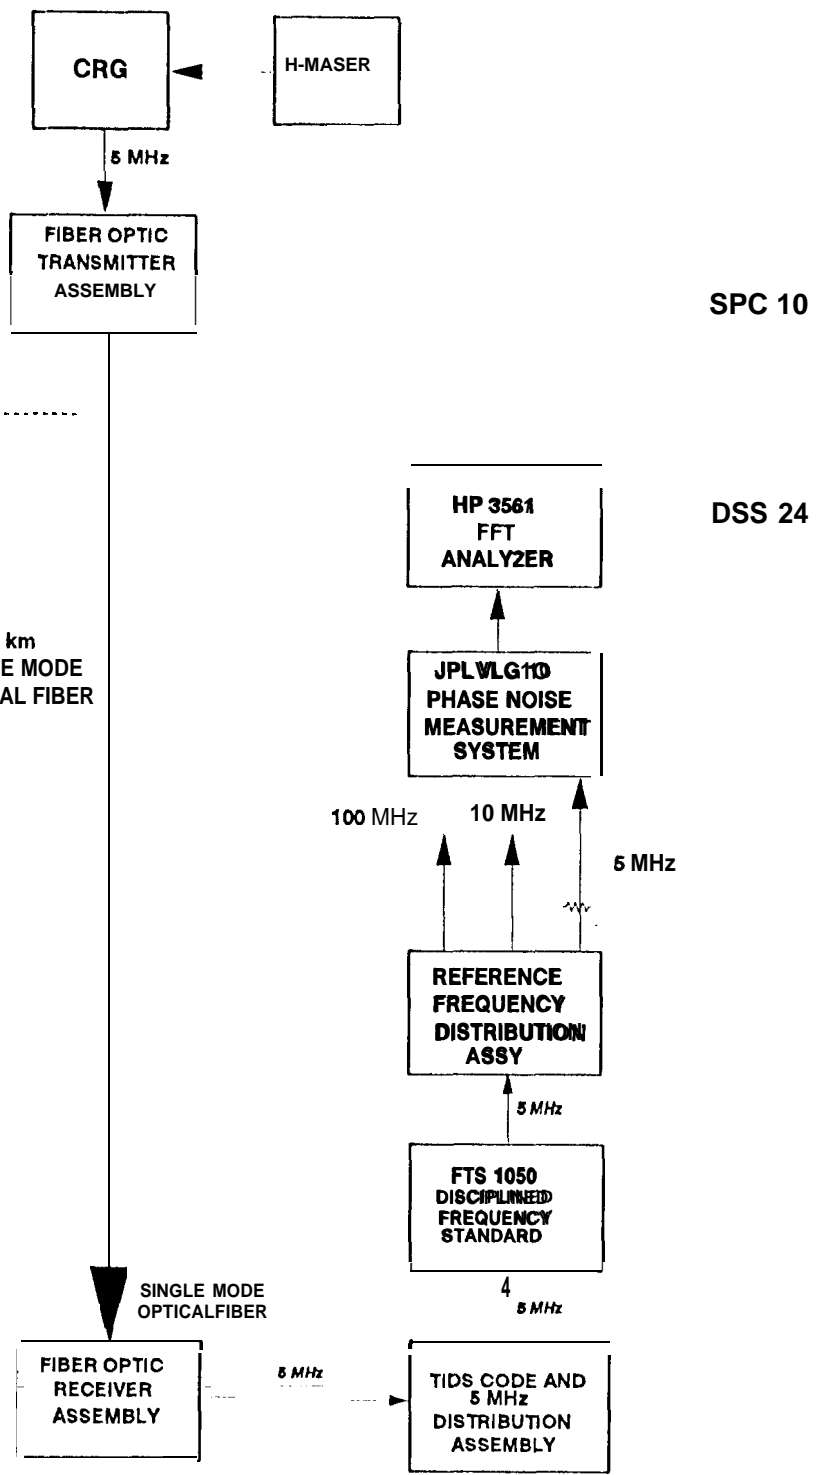 CRG
H-MASER
5 MHz
FIBER OPTIC
TRANSMITTER
ASSEMBLY
SPC 10
HP 3561
FFT
ANALYZER
DSS 24
km
E MODE
AL FIBER
JPL VLG10
PHASE NOISE
MEASUREMENT
SYSTEM
100 MHz
10 MHz
5 MHz
REFERENCE
FREQUENCY
DISTRIBUTION
ASSY
5 MHz
FTS 1050
DISCIPLINED
FREQUENCY
STANDARD
4
5 MHz
SINGLE MODE
OPTICALFIBER
FIBER OPTIC
RECEIVER
ASSEMBLY
5 MHz
TIDS CODE AND
5 MHz
DISTRIBUTION
ASSEMBLY